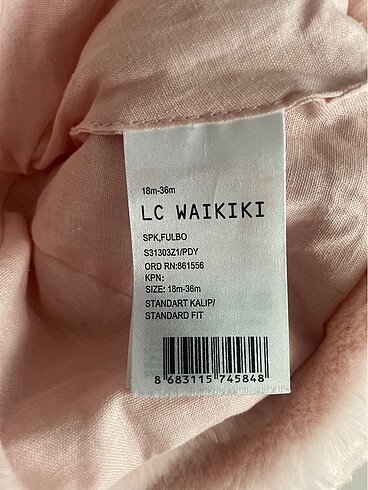 18m-36m
LC WAIKIKI
SPK,FULBO
S31303Z1/PDY
ORD RN:861556
KPN:
SIZE: 18m-36m
STANDART KALIP/
STANDARD FIT
8 683115 745848